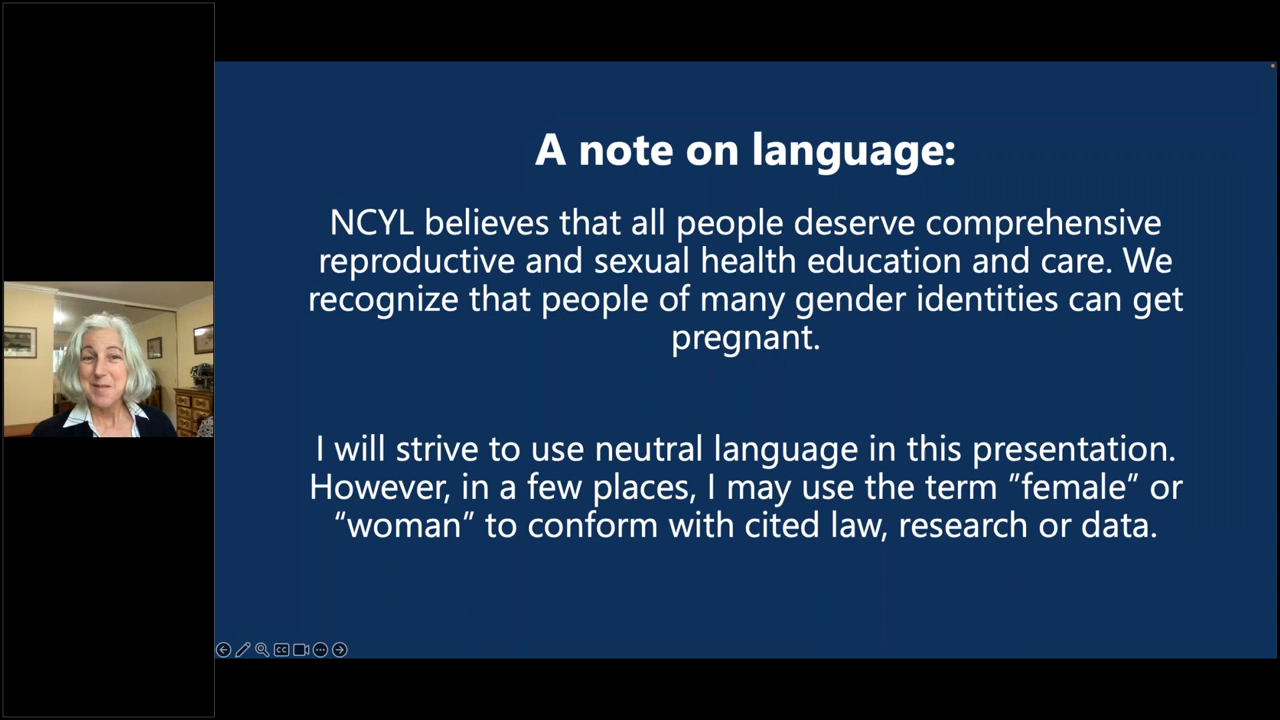 A note on language:
NCYL believes that all people deserve comprehensive
reproductive and sexual health education and care. We
recognize that people of many gender identities can get
pregnant.
I will strive to use neutral language in this presentation.
However, in a few places, I may use the term ”female” or
“woman” to conform with cited law, research or data.
CC